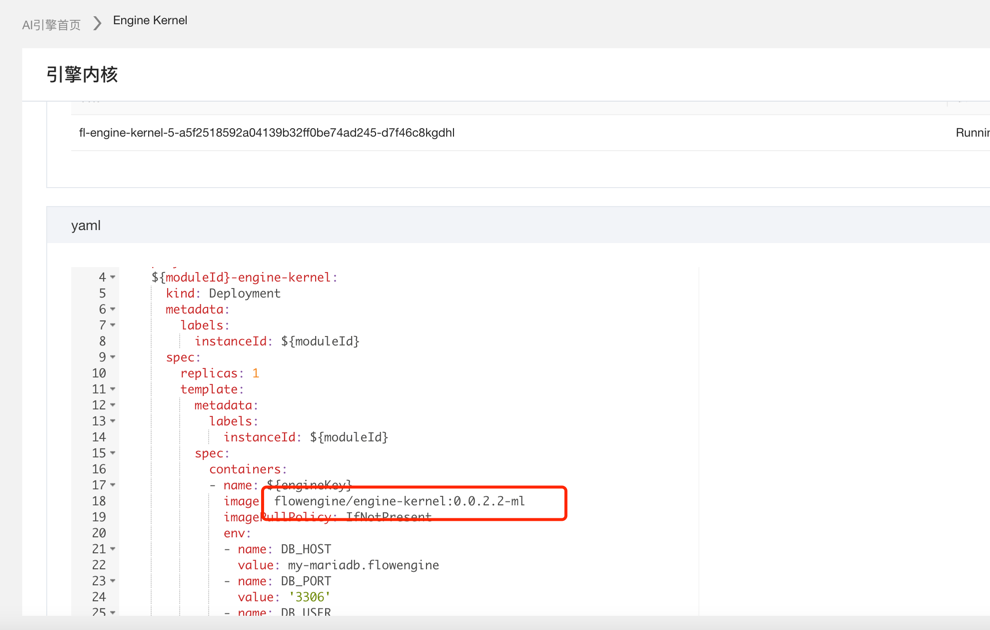 AI引擎首页 Engine Kernel
引擎内核
fl-engine-kernel-5-a5f2518592a04139b32ff0be74ad245-d7f46c8kgdhl Runnin
yaml
4 ${moduleId}-engine-kernel:
5 kind: Deployment
6 metadata:
7 labels:
8 instanceId: ${moduleId}
9 spec:
10 replicas: 1
11 template:
12 metadata:
13 labels:
14 instanceId: ${moduleId}
15 spec:
16 containers:
17 - name: ${engineKey}
18 image flowengine/engine-kernel:0.0.2.2-ml
19 imagePullPolicy: IfNotPresent
20 env:
21 - name: DB_HOST
22 value: my-mariadb.flowengine
23 - name: DB_PORT
24 value: '3306'
25 - name: DB_USER